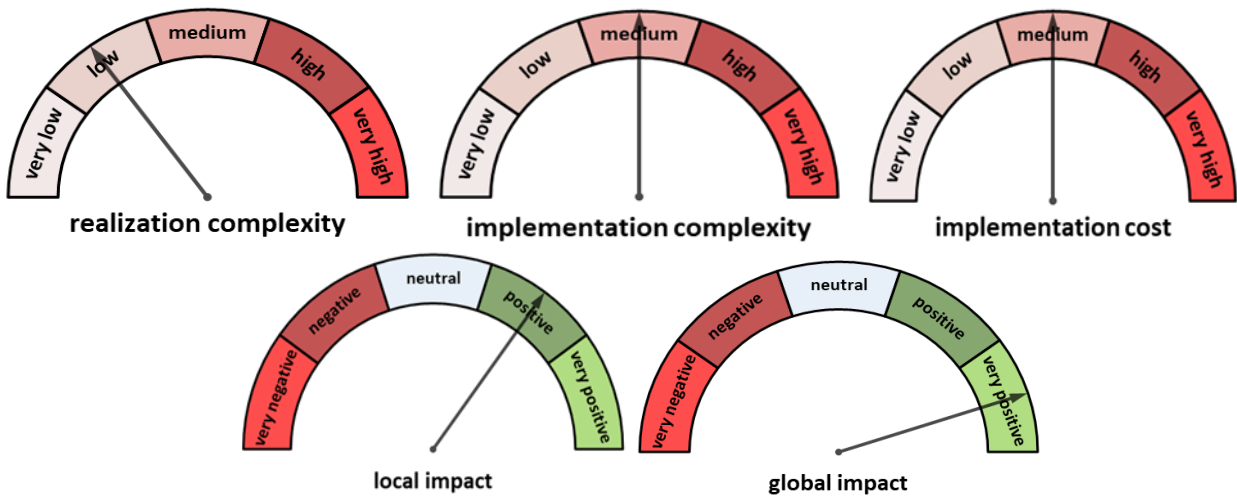 very low
low
medium
high
very high
realization complexity
very low
low
medium
high
very high
implementation complexity
very low
low
medium
high
very high
implementation cost
very negative
negative
neutral
positive
very positive
local impact
very negative
negative
neutral
positive
very positive
global impact